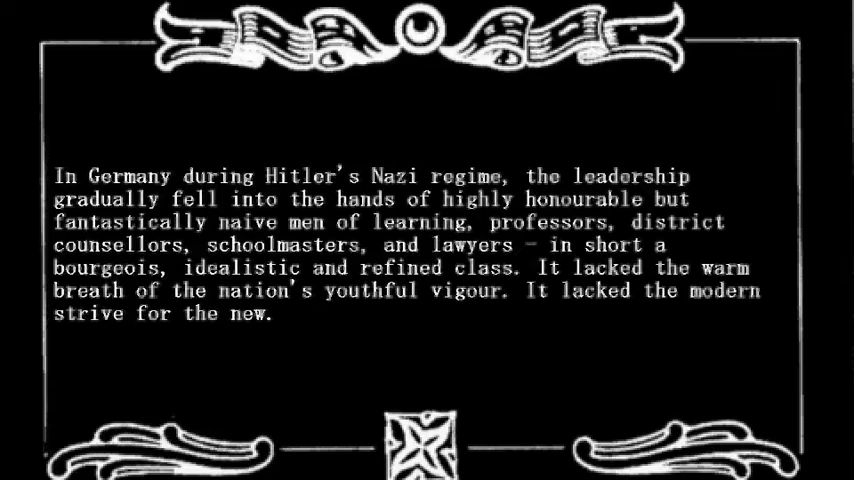 In Germany during Hitler's Nazi regime, the leadership
gradually fell into the hands of highly honourable but
fantastically naive men of learning, professors, district
counsellors, schoolmasters, and lawyers - in short a
bourgeois, idealistic and refined class. It lacked the warm
breath of the nation's youthful vigour. It lacked the modern
strive for the new.